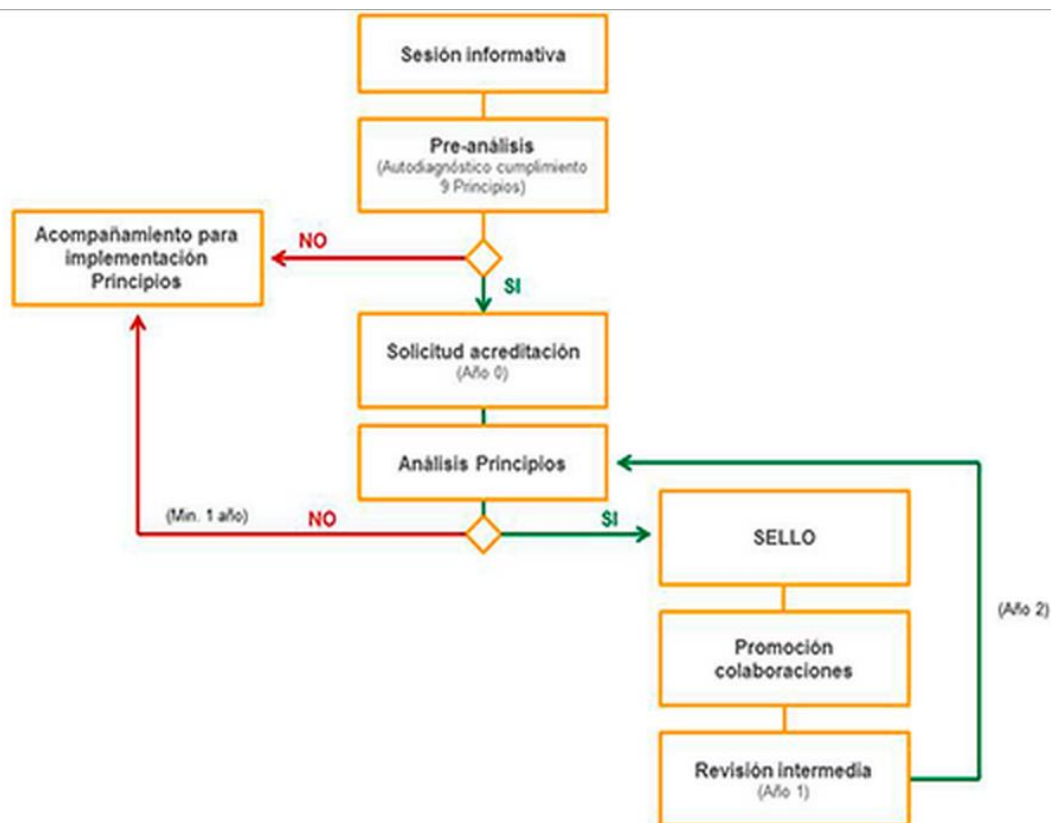 Sesión informativa
Pre-análisis
(Autodiagnóstico cumplimiento
9 Principios)
Acompañamiento para
implementación
Principios
NO
SI
Solicitud acreditación
(Año 0)
Análisis Principios
(Min. 1 año)
NO
SI
SELLO
(Año 2)
Promoción
colaboraciones
Revisión intermedia
(Año 1)